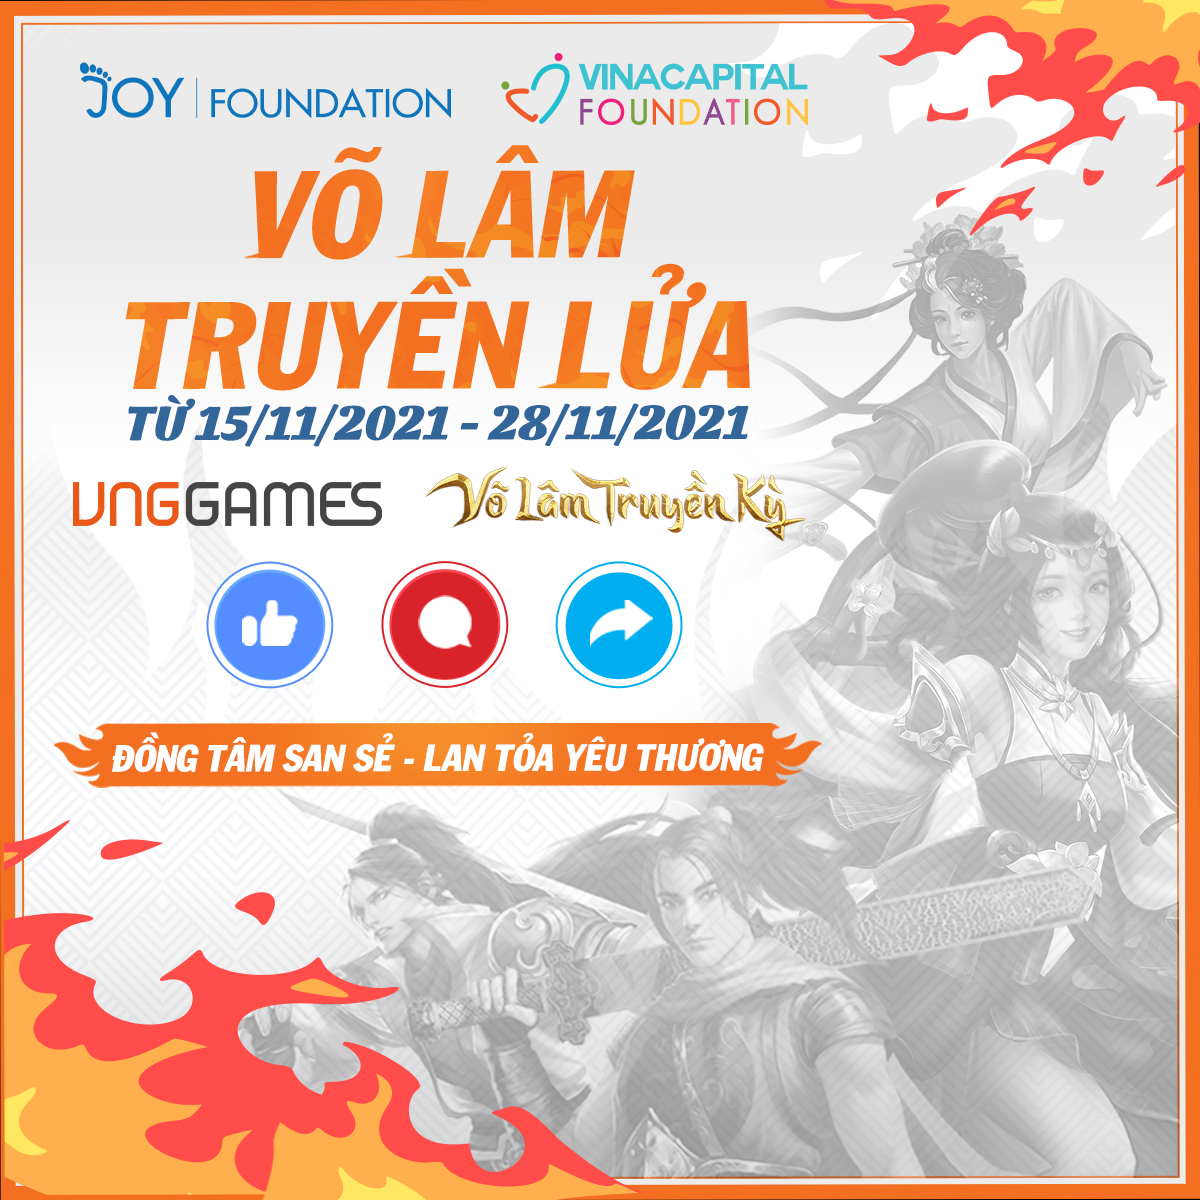 JOY | FOUNDATION
VINACAPITAL
FOUNDATION
VÕ LÂM
TRUYỀN LỬA
TỪ 15/11/2021 - 28/11/2021
VNGGAMES
Võ Lâm Truyền Kỳ
ĐỒNG TÂM SAN SẺ - LAN TỎA YÊU THƯƠNG